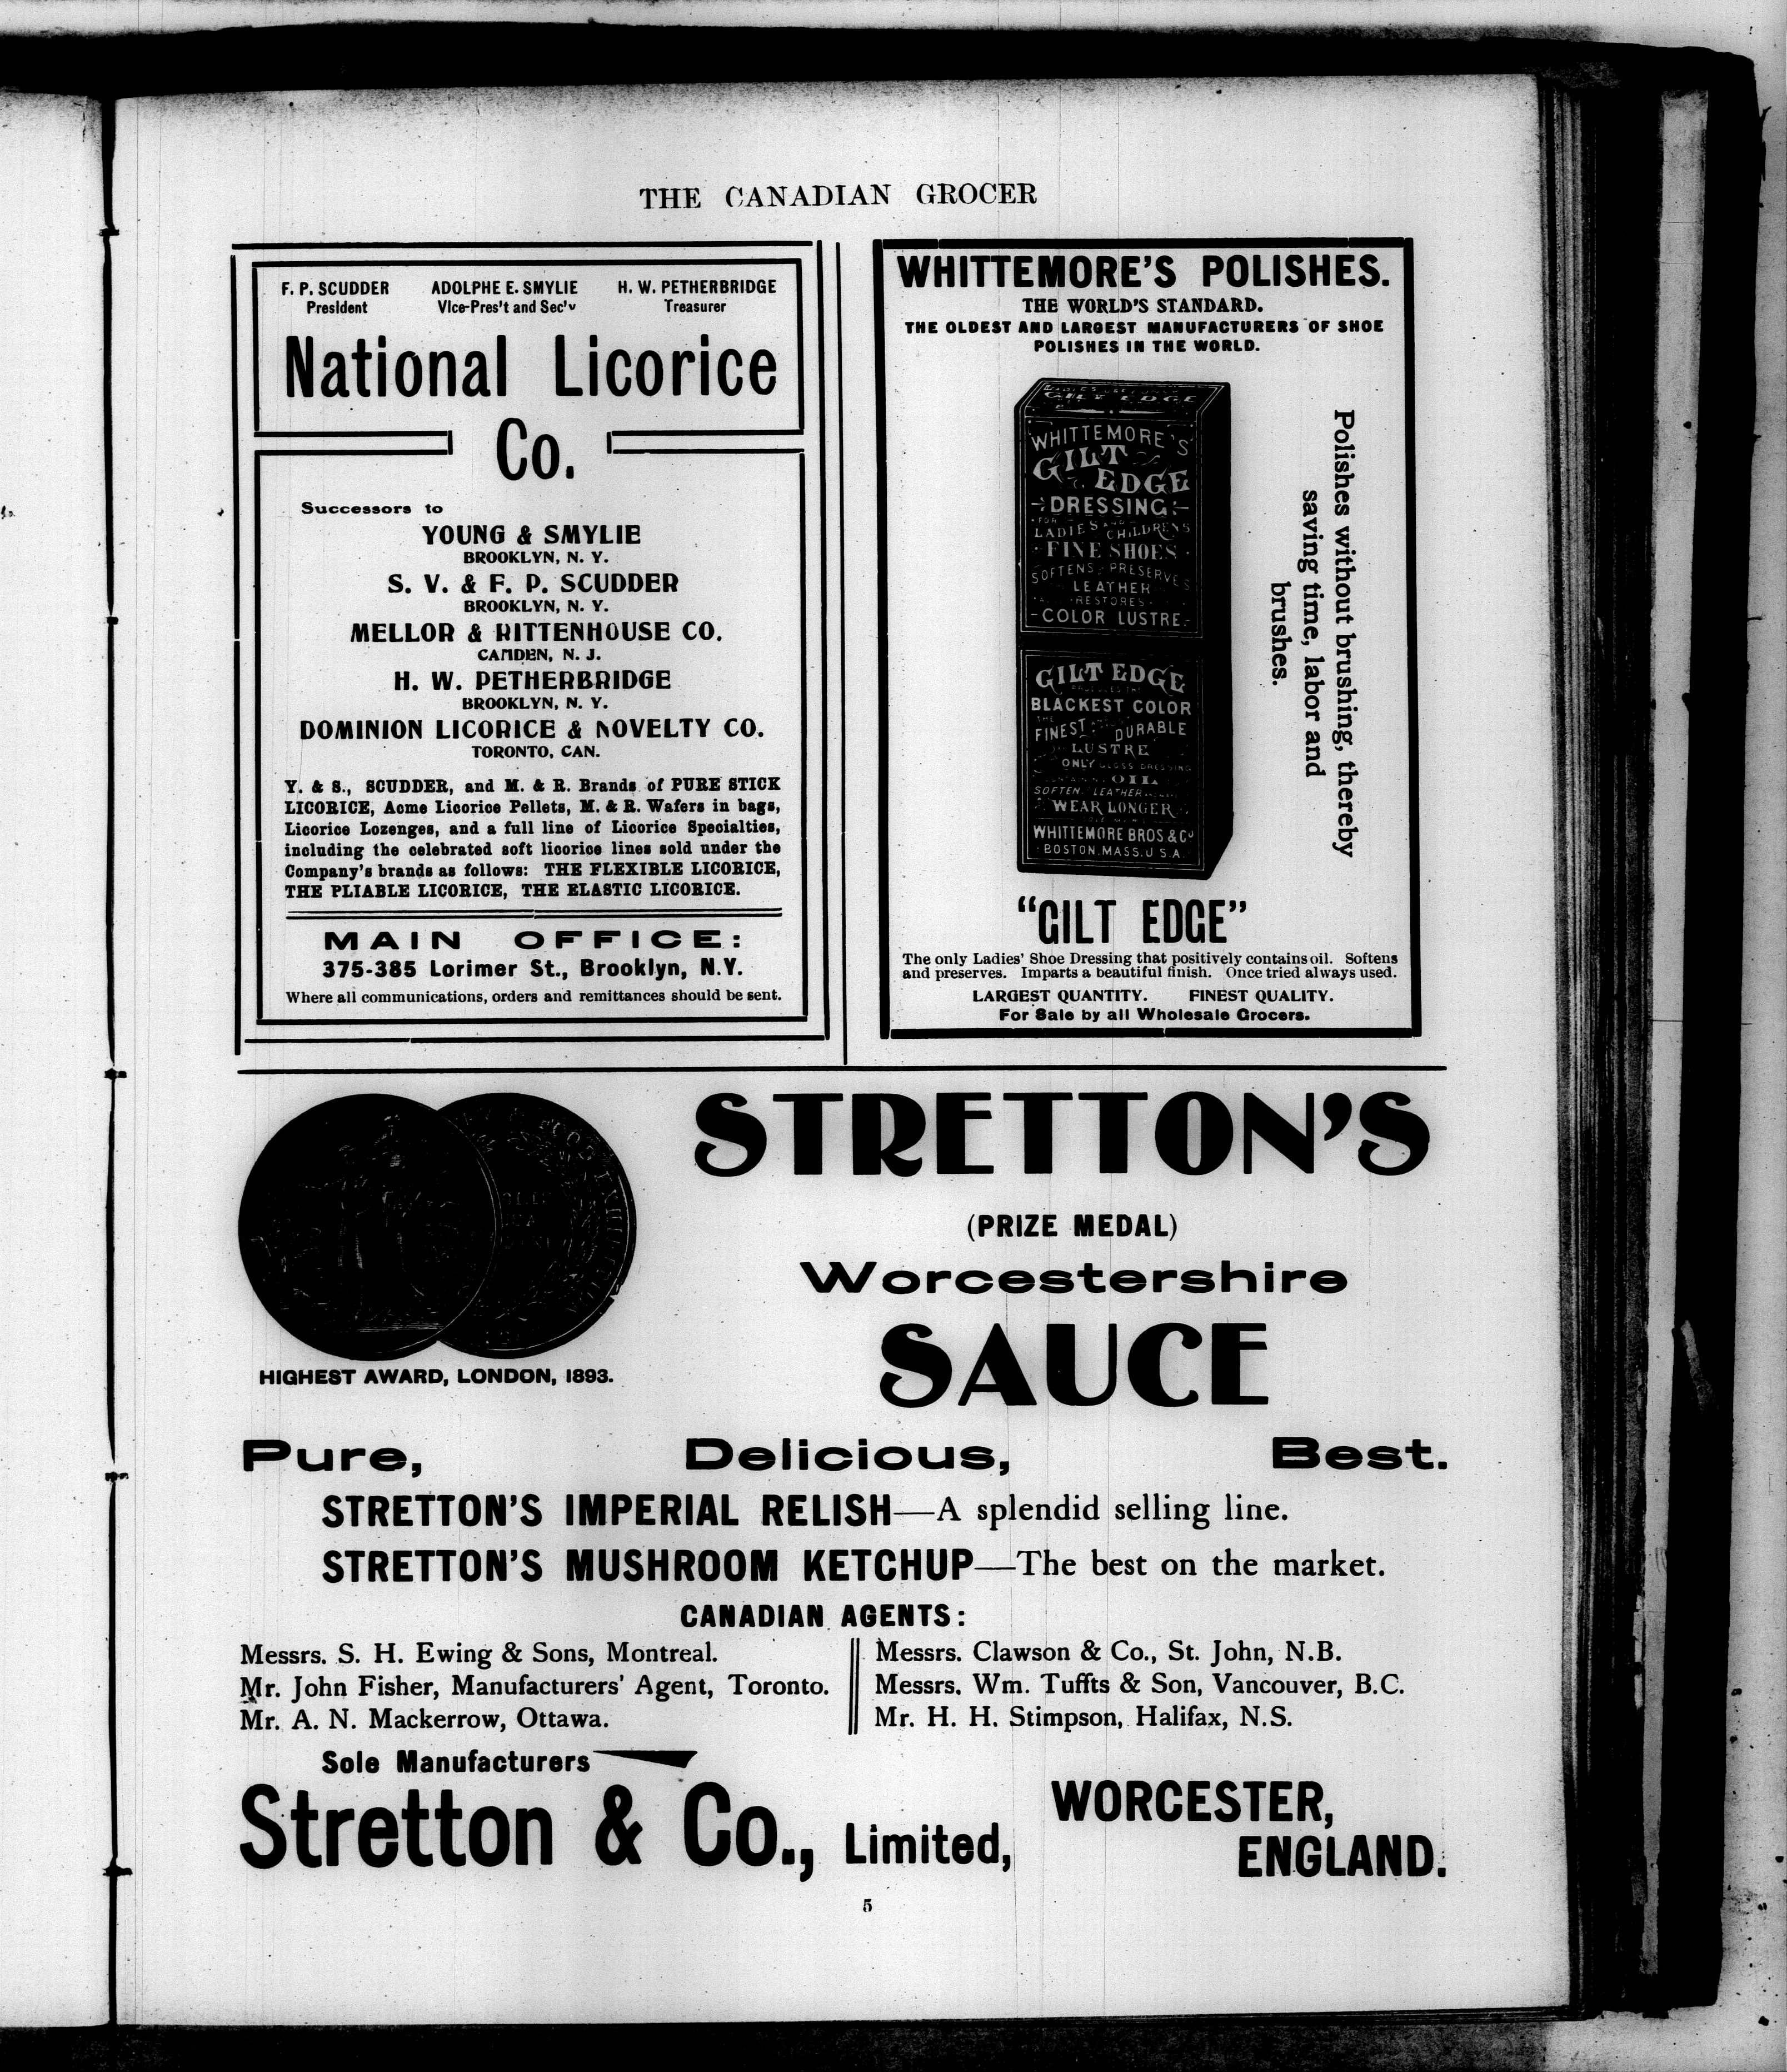 THE CANADIAN GROCER
F. P. SCUDDER
President
ADOLPHE E. SMYLIE
Vice-Pres't and Sec'y
H. W. PETHERBRIDGE
Treasurer
National Licorice
Co.
Successors to
YOUNG & SMYLIE
BROOKLYN, N. Y.
S. V. & F. P. SCUDDER
BROOKLYN, N. Y.
MELLOR & RITTENHOUSE CO.
CAMDEN, N. J.
H. W. PETHERBRIDGE
BROOKLYN, N. Y.
DOMINION LICORICE & NOVELTY CO.
TORONTO, CAN.
Y. & S., SCUDDER, and M. & R. Brands of PURE STICK
LICORICE, Acme Licorice Pellets, M. & R. Wafers in bags,
Licorice Lozenges, and a full line of Licorice Specialties,
including the celebrated soft licorice lines sold under the
Company's brands as follows: THE FLEXIBLE LICORICE,
THE PLIABLE LICORICE, THE ELASTIC LICORICE.
MAIN OFFICE:
375-385 Lorimer St., Brooklyn, N.Y.
Where all communications, orders and remittances should be sent.
WHITTEMORE'S POLISHES.
THE WORLD'S STANDARD.
THE OLDEST AND LARGEST MANUFACTURERS OF SHOE
POLISHES IN THE WORLD.
GILT EDGE
WHITTEMORE'S
GILT
EDGE
DRESSING
FOR
LADIES AND CHILDRENS
FINE SHOES
SOFTENS PRESERVES
LEATHER
RESTORES
COLOR LUSTRE
GILT EDGE
BLACKEST COLOR
THE
FINEST DURABLE
LUSTRE
ONLY GLOSS DRESSING
OIL
SOFTEN LEATHER
WEAR LONGER
WHITTEMORE BROS & Co
BOSTON, MASS. U.S.A.
Polishes without brushing, thereby
saving time, labor and
brushes.
"GILT EDGE"
The only Ladies' Shoe Dressing that positively contains oil. Softens
and preserves. Imparts a beautiful finish. Once tried always used.
LARGEST QUANTITY. FINEST QUALITY.
For Sale by all Wholesale Grocers.
STRETTON'S
(PRIZE MEDAL)
Worcestershire
SAUCE
HIGHEST AWARD, LONDON, 1893.
Pure, Delicious, Best.
STRETTON'S IMPERIAL RELISH—A splendid selling line.
STRETTON'S MUSHROOM KETCHUP—The best on the market.
CANADIAN AGENTS:
Messrs. S. H. Ewing & Sons, Montreal.
Mr. John Fisher, Manufacturers' Agent, Toronto.
Mr. A. N. Mackerrow, Ottawa.
Messrs. Clawson & Co., St. John, N.B.
Messrs. Wm. Tuffts & Son, Vancouver, B.C.
Mr. H. H. Stimpson, Halifax, N.S.
Sole Manufacturers
Stretton & Co., Limited,
WORCESTER,
ENGLAND.
5